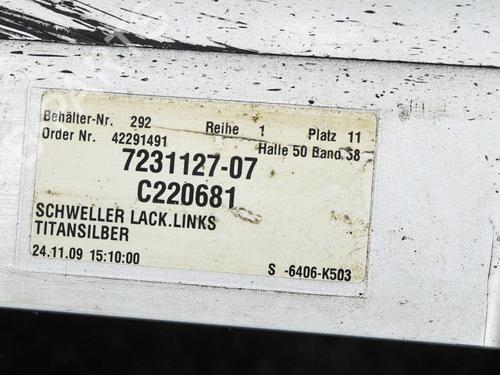 Behälter-Nr. 292 Reihe 1 Platz 11
Order Nr. 42291491 Halle 50 Band S8
7231127-07
C220681
SCHWELLER LACK.LINKS
TITANSILBER
24.11.09 15:10:00 S -6406-K503